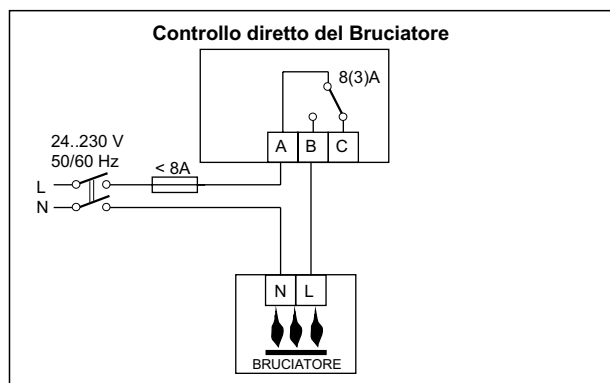 Controllo diretto del Bruciatore
8(3)A
A B C
24..230 V
50/60 Hz
< 8A
L
N
N L
BRUCIATORE